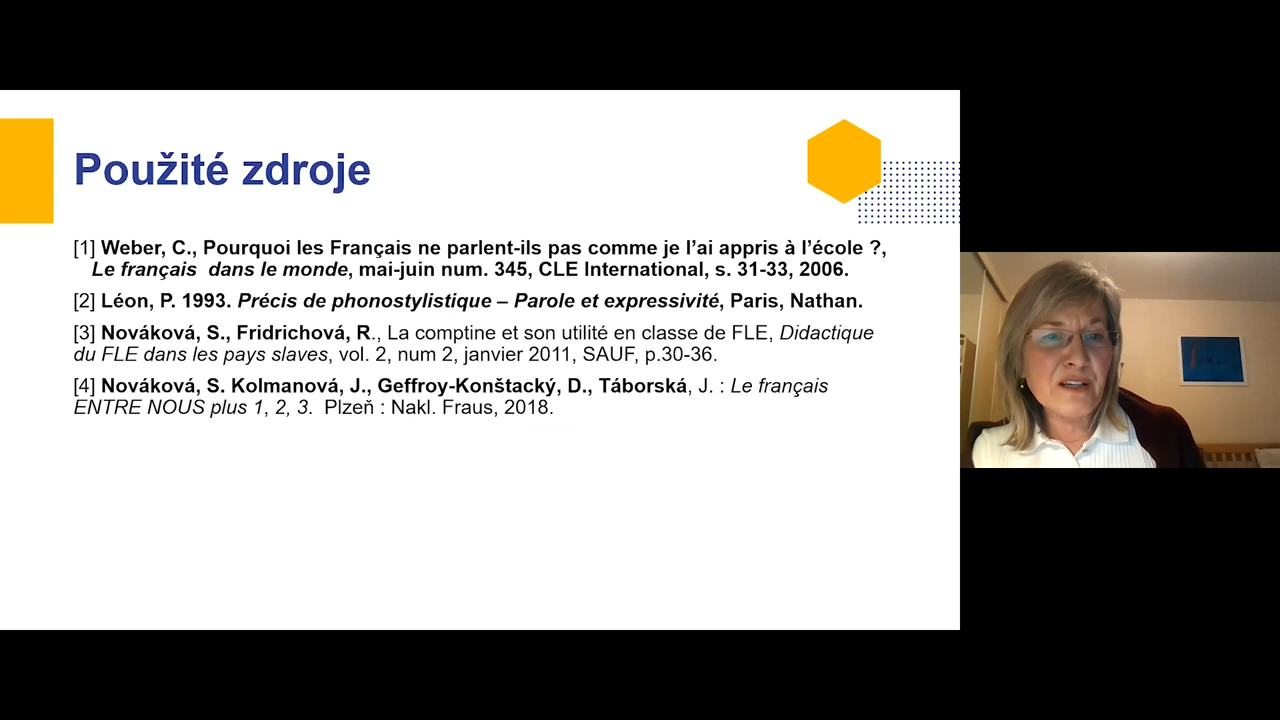 Použité zdroje
[1] Weber, C., Pourquoi les Français ne parlent-ils pas comme je l’ai appris à l’école ?,
Le français dans le monde, mai-juin num. 345, CLE International, s. 31-33, 2006.
[2] Léon, P. 1993. Précis de phonostylistique – Parole et expressivité, Paris, Nathan.
[3] Nováková, S., Fridrichová, R., La comptine et son utilité en classe de FLE, Didactique
du FLE dans les pays slaves, vol. 2, num 2, janvier 2011, SAUF, p.30-36.
[4] Nováková, S. Kolmanová, J., Geffroy-Konštacký, D., Táborská, J. : Le français
ENTRE NOUS plus 1, 2, 3. Plzeň : Nakl. Fraus, 2018.